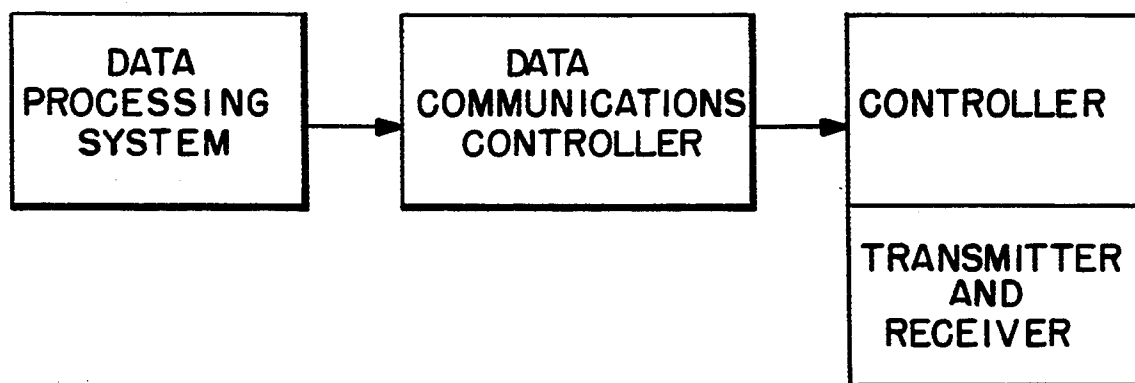 DATA
PROCESSING
SYSTEM
DATA
COMMUNICATIONS
CONTROLLER
CONTROLLER
TRANSMITTER
AND
RECEIVER